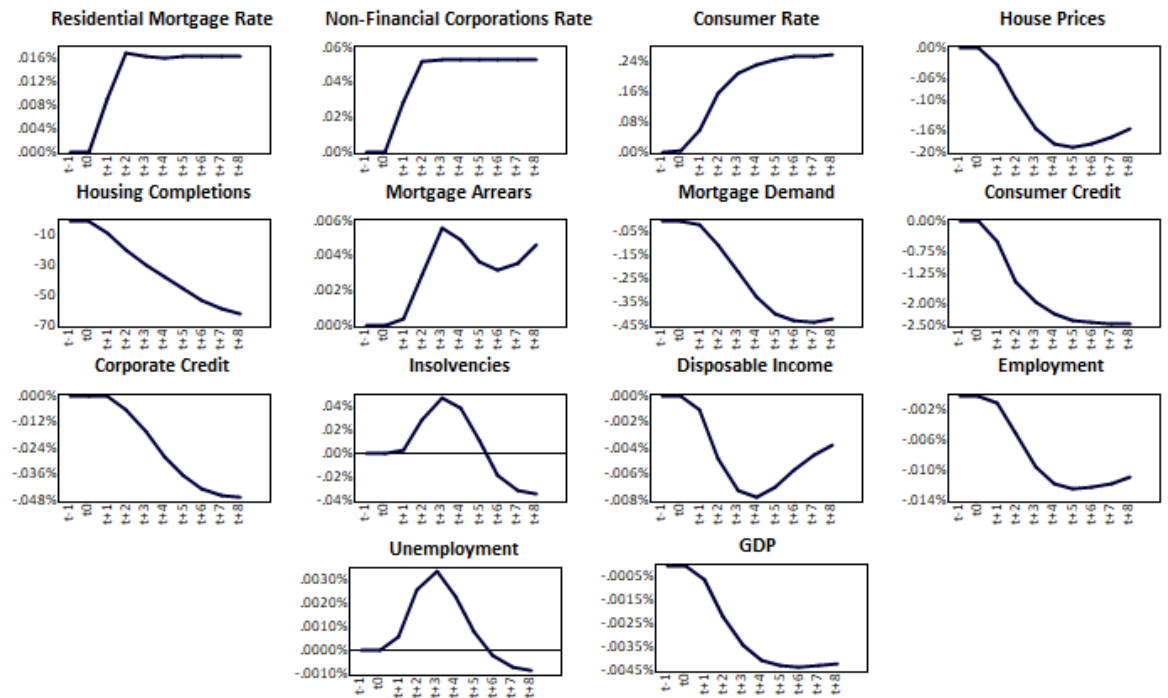 Residential Mortgage Rate
.016%
.012%
.008%
.004%
.000%
t-1 t0 t+1 t+2 t+3 t+4 t+5 t+6 t+7 t+8
Non-Financial Corporations Rate
.06%
.04%
.02%
.00%
t-1 t0 t+1 t+2 t+3 t+4 t+5 t+6 t+7 t+8
Consumer Rate
.24%
.16%
.08%
.00%
t-1 t0 t+1 t+2 t+3 t+4 t+5 t+6 t+7 t+8
House Prices
.00%
-.06%
-.10%
-.16%
-.20%
t-1 t0 t+1 t+2 t+3 t+4 t+5 t+6 t+7 t+8
Housing Completions
-10
-30
-50
-70
t-1 t0 t+1 t+2 t+3 t+4 t+5 t+6 t+7 t+8
Mortgage Arrears
.006%
.004%
.002%
.000%
t-1 t0 t+1 t+2 t+3 t+4 t+5 t+6 t+7 t+8
Mortgage Demand
-.05%
-.15%
-.25%
-.35%
-.45%
t-1 t0 t+1 t+2 t+3 t+4 t+5 t+6 t+7 t+8
Consumer Credit
0.00%
-0.75%
-1.25%
-2.00%
-2.50%
t-1 t0 t+1 t+2 t+3 t+4 t+5 t+6 t+7 t+8
Corporate Credit
.000%
-.012%
-.024%
-.036%
-.048%
t-1 t0 t+1 t+2 t+3 t+4 t+5 t+6 t+7 t+8
Insolvencies
.04%
.02%
.00%
-.02%
-.04%
t-1 t0 t+1 t+2 t+3 t+4 t+5 t+6 t+7 t+8
Disposable Income
.000%
-.002%
-.004%
-.006%
-.008%
t-1 t0 t+1 t+2 t+3 t+4 t+5 t+6 t+7 t+8
Employment
-.002%
-.006%
-.010%
-.014%
t-1 t0 t+1 t+2 t+3 t+4 t+5 t+6 t+7 t+8
Unemployment
.0030%
.0020%
.0010%
.0000%
-.0010%
t-1 t0 t+1 t+2 t+3 t+4 t+5 t+6 t+7 t+8
GDP
-.0005%
-.0015%
-.0025%
-.0035%
-.0045%
t-1 t0 t+1 t+2 t+3 t+4 t+5 t+6 t+7 t+8